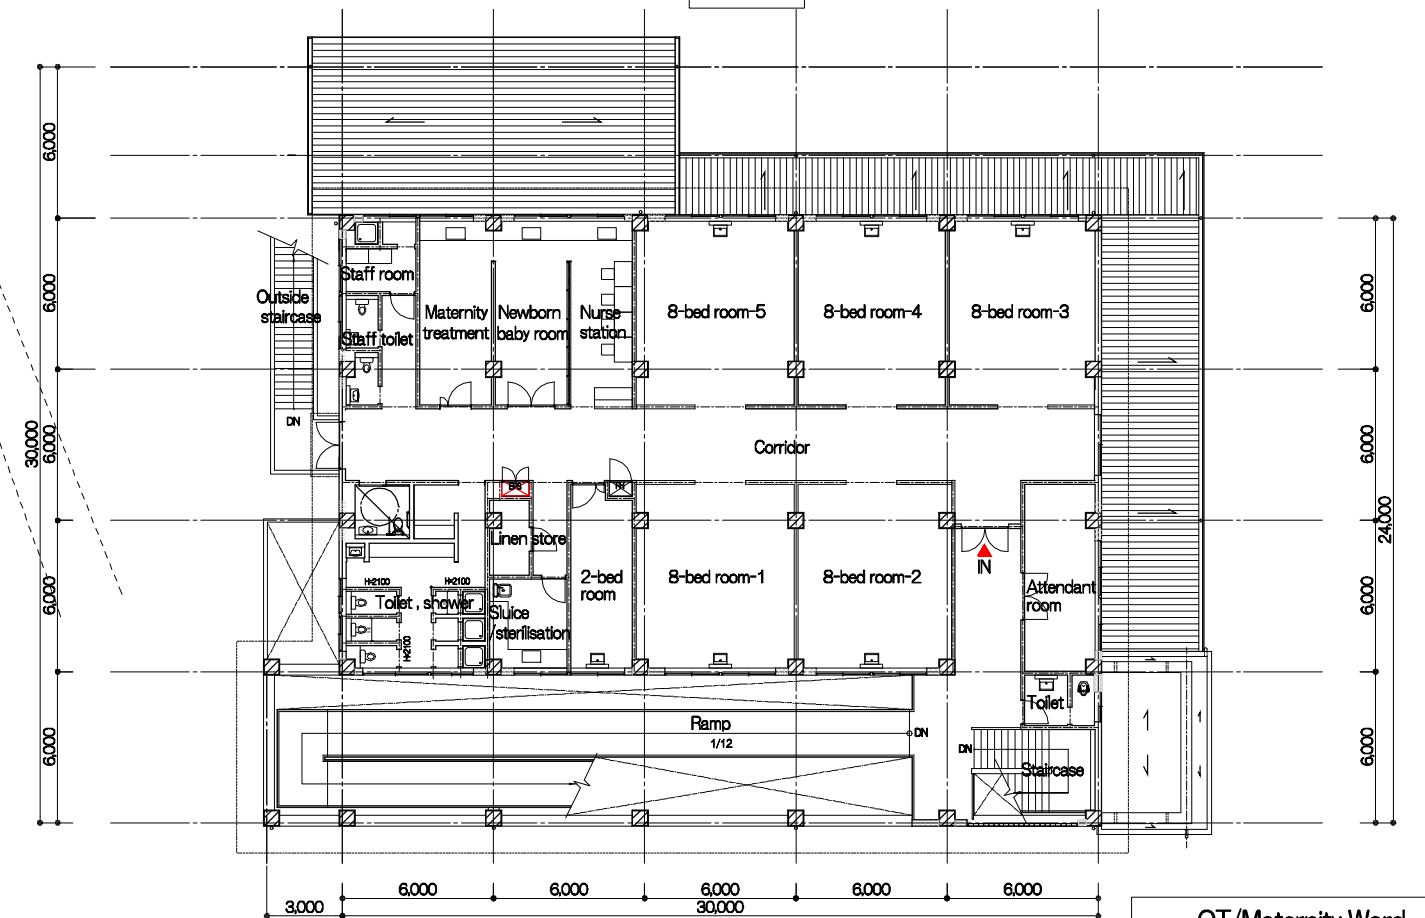 6,000
Staff room
Outside
staircase
6,000
Staff toilet
Maternity
treatment
Newborn
baby room
Nurse
station
8-bed room-5
8-bed room-4
8-bed room-3
6,000
DN
30,000
6,000
Corridor
6,000
24,000
Linen store
IN
H=2100
H=2100
2-bed
room
8-bed room-1
8-bed room-2
Attendant
room
6,000
6,000
Toilet , shower
Sluice
/sterilisation
H=2100
Toilet
Ramp
1/12
DN
DN
Staircase
6,000
6,000
6,000
6,000
6,000
6,000
6,000
3,000
30,000
OT/Maternity Ward